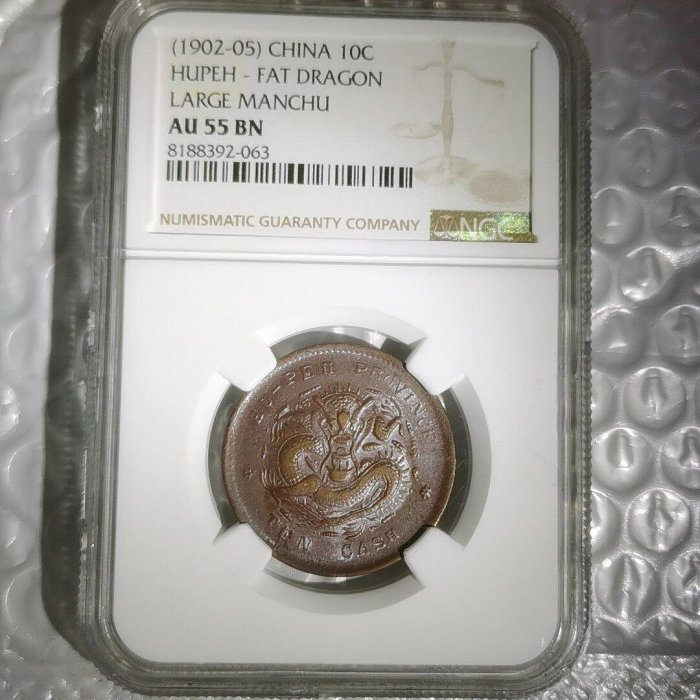 (1902-05) CHINA 10C
HUPEH - FAT DRAGON
LARGE MANCHU
AU 55 BN
8188392-063
NUMISMATIC GUARANTY COMPANY NGC
HU-PEH PROVINCE
TEN CASH